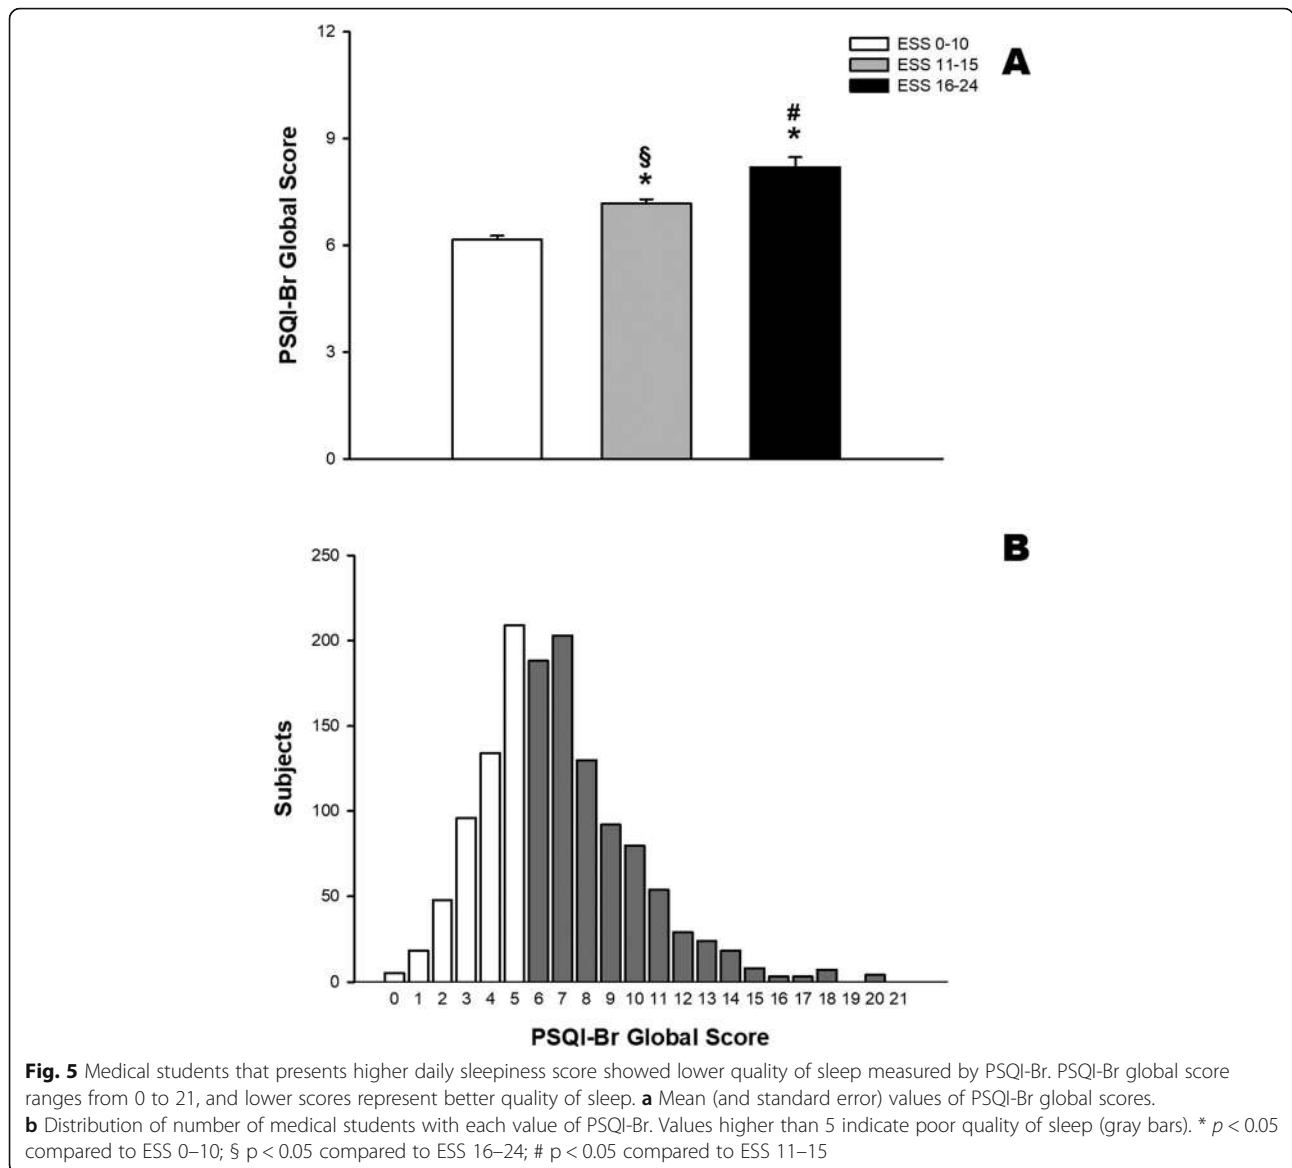 12
ESS 0-10
ESS 11-15
ESS 16-24
A
#
*
9
§
*
6
3
0
PSQI-Br Global Score
B
250
200
150
100
50
0
Subjects
0 1 2 3 4 5 6 7 8 9 10 11 12 13 14 15 16 17 18 19 20 21
PSQI-Br Global Score
Fig. 5 Medical students that presents higher daily sleepiness score showed lower quality of sleep measured by PSQI-Br. PSQI-Br global score
ranges from 0 to 21, and lower scores represent better quality of sleep. a Mean (and standard error) values of PSQI-Br global scores.
b Distribution of number of medical students with each value of PSQI-Br. Values higher than 5 indicate poor quality of sleep (gray bars). * p < 0.05
compared to ESS 0–10; § p < 0.05 compared to ESS 16–24; # p < 0.05 compared to ESS 11–15